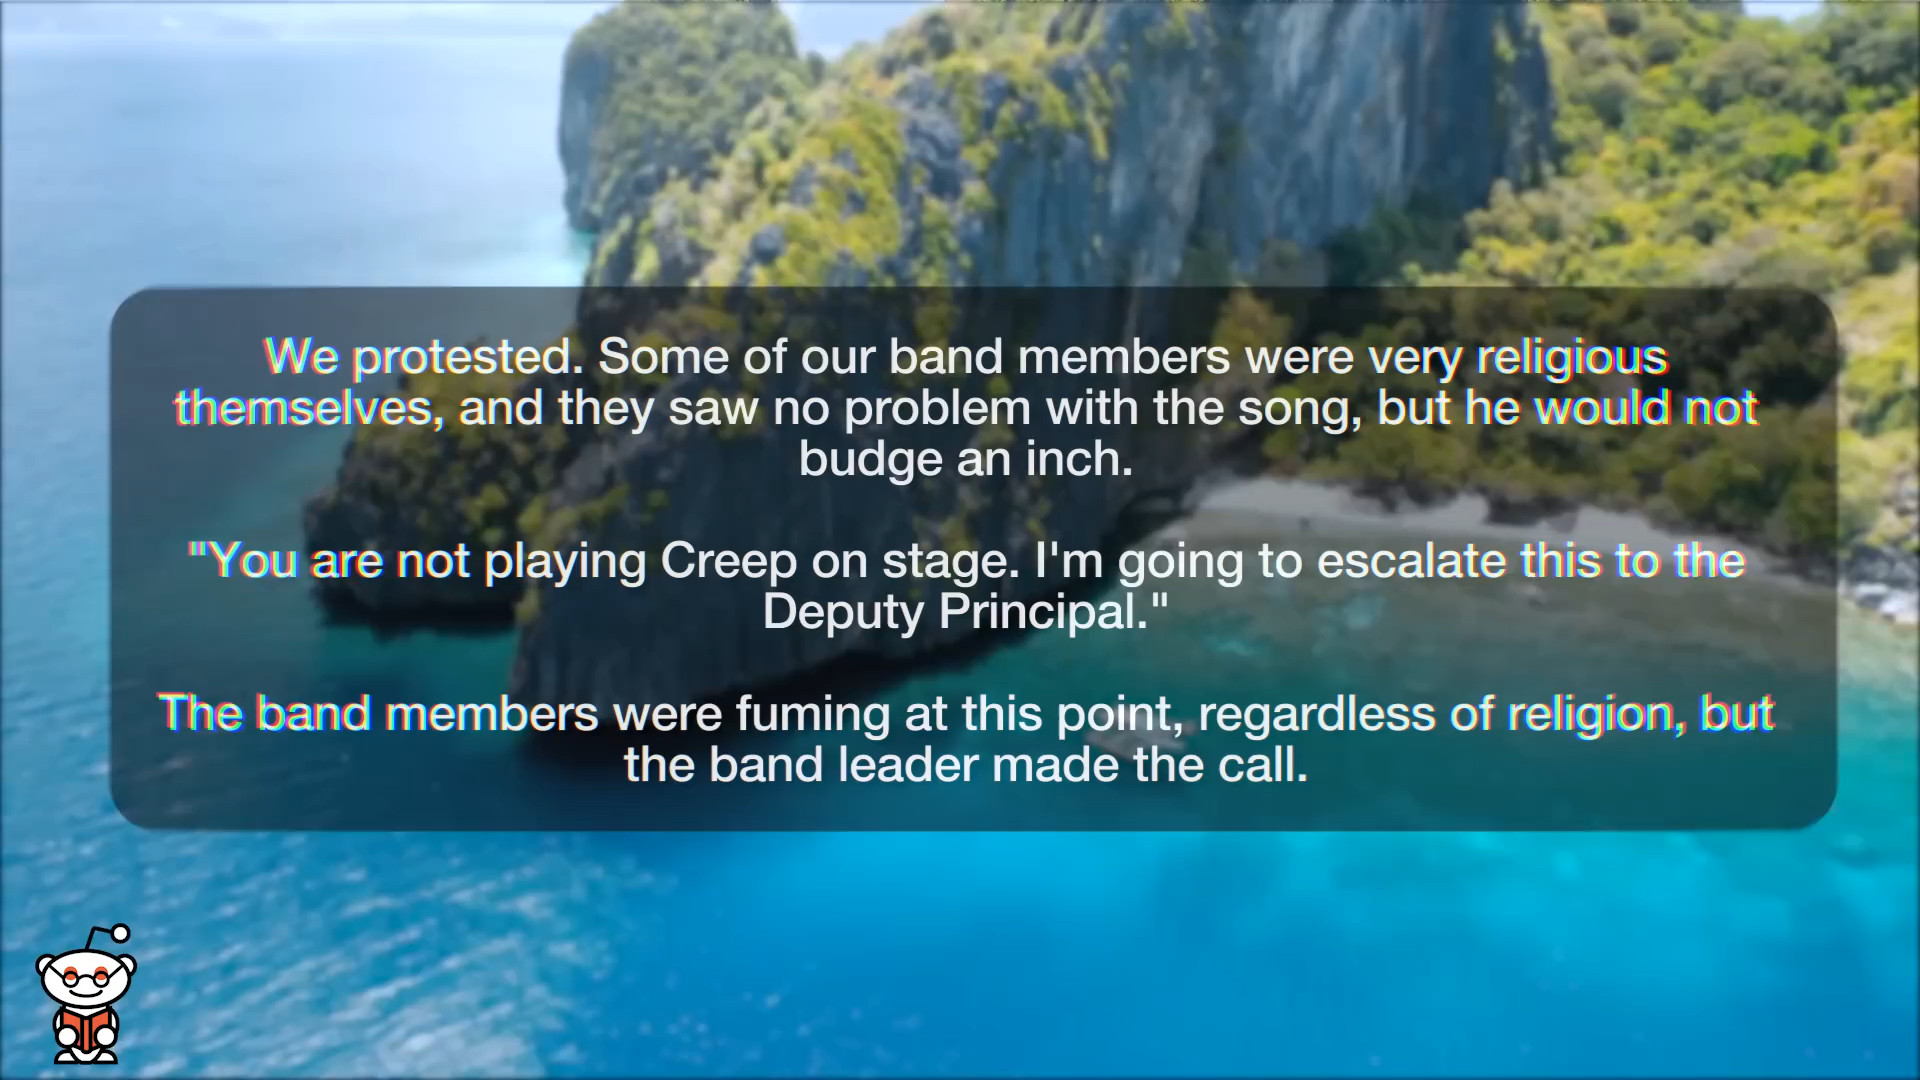 We protested. Some of our band members were very religious
themselves, and they saw no problem with the song, but he would not
budge an inch.
"You are not playing Creep on stage. I'm going to escalate this to the
Deputy Principal."
The band members were fuming at this point, regardless of religion, but
the band leader made the call.